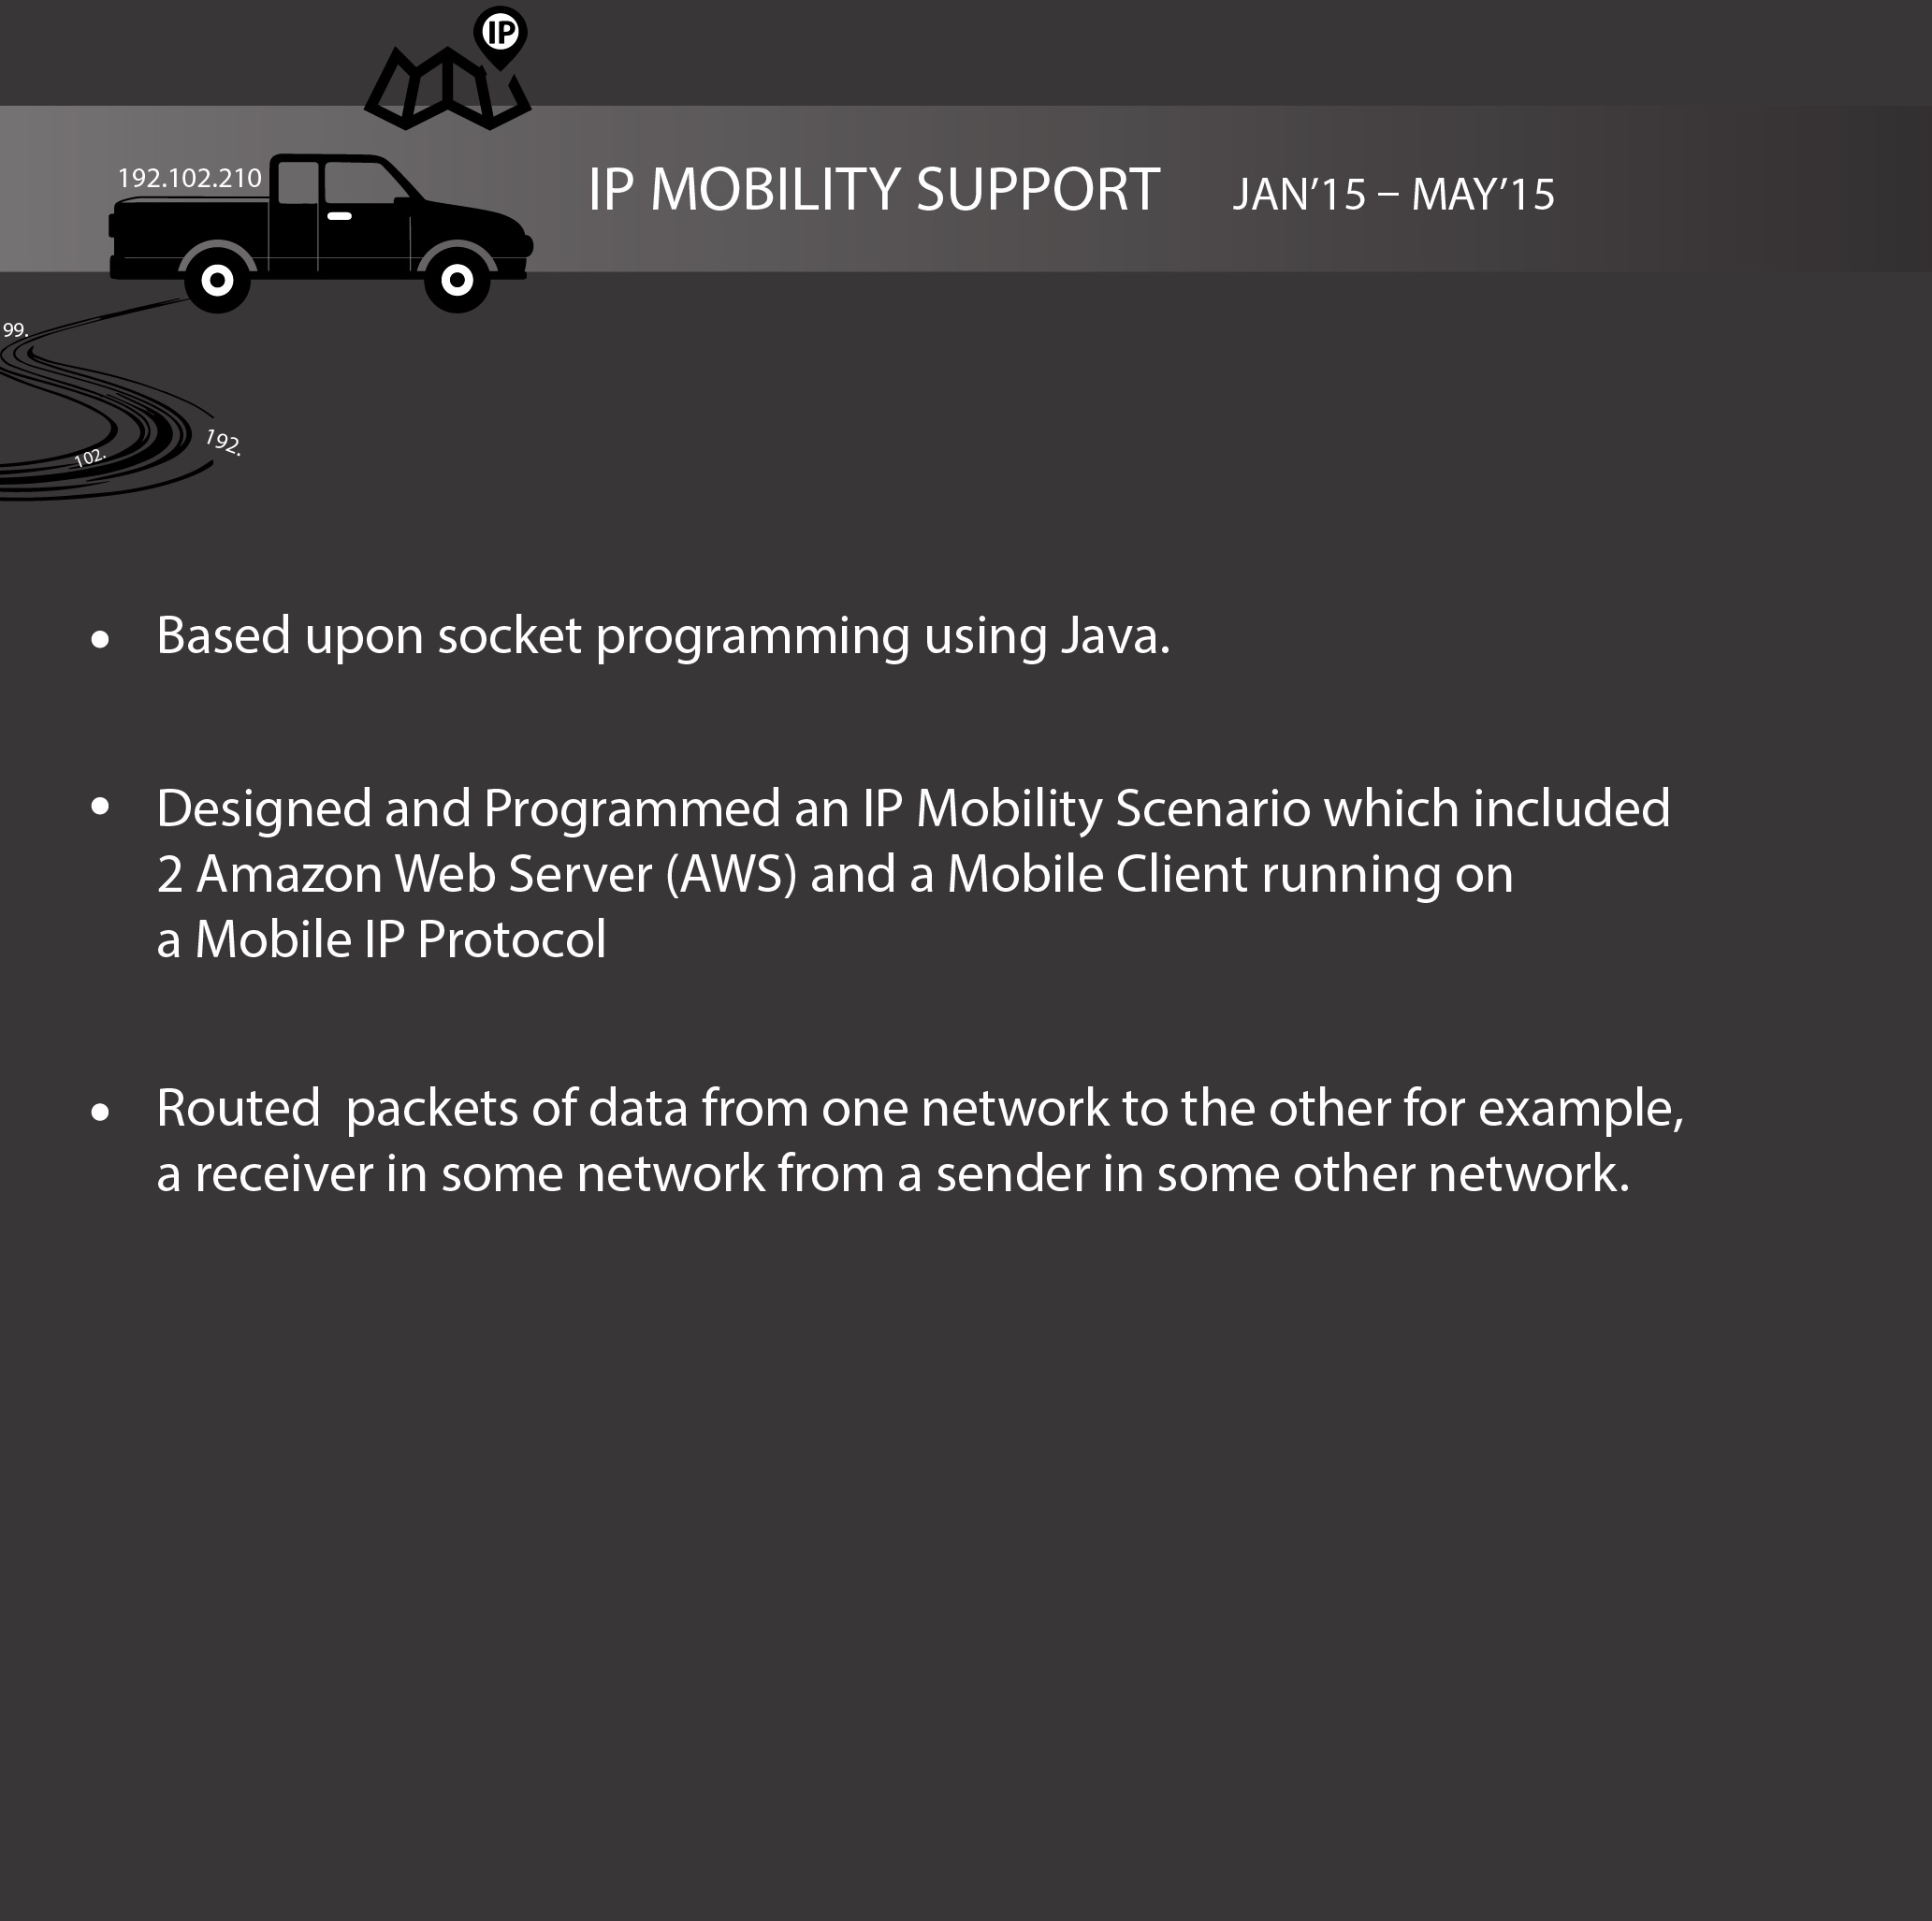 IP
192.102.210
IP MOBILITY SUPPORT JAN’15 – MAY’15
99.
192.
102.
• Based upon socket programming using Java.
• Designed and Programmed an IP Mobility Scenario which included
2 Amazon Web Server (AWS) and a Mobile Client running on
a Mobile IP Protocol
• Routed  packets of data from one network to the other for example,
a receiver in some network from a sender in some other network.